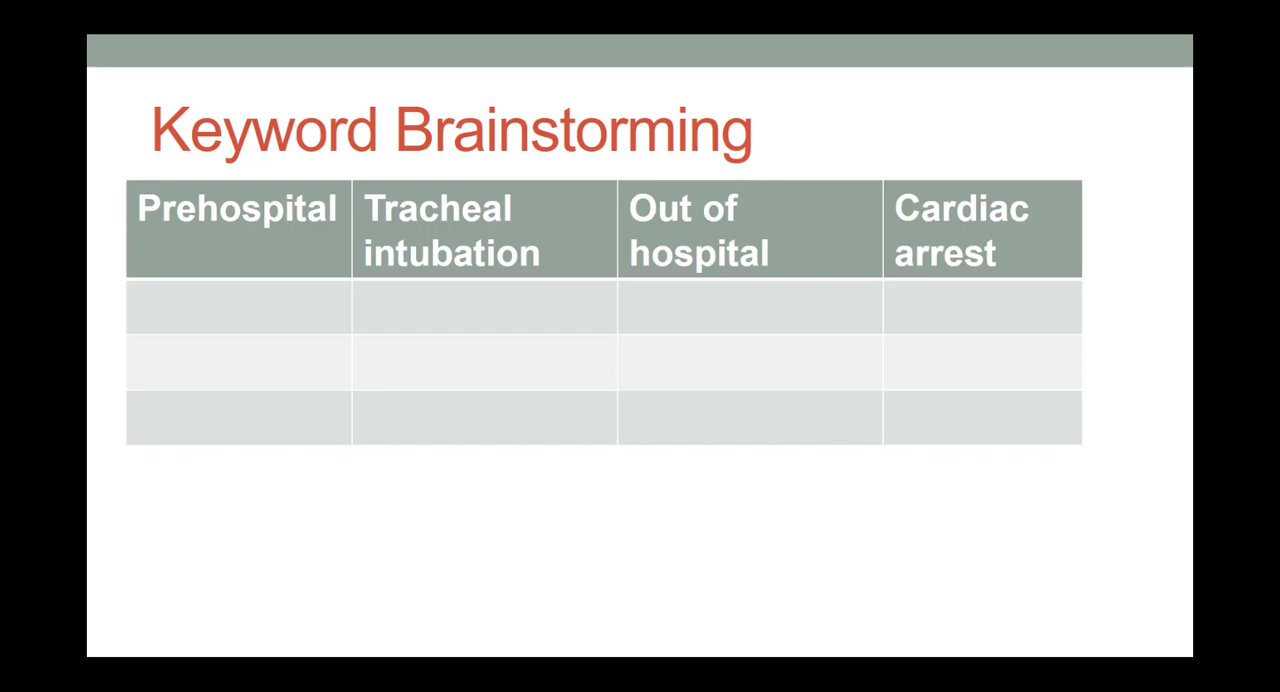 Keyword Brainstorming
Prehospital
Tracheal
intubation
Out of
hospital
Cardiac
arrest